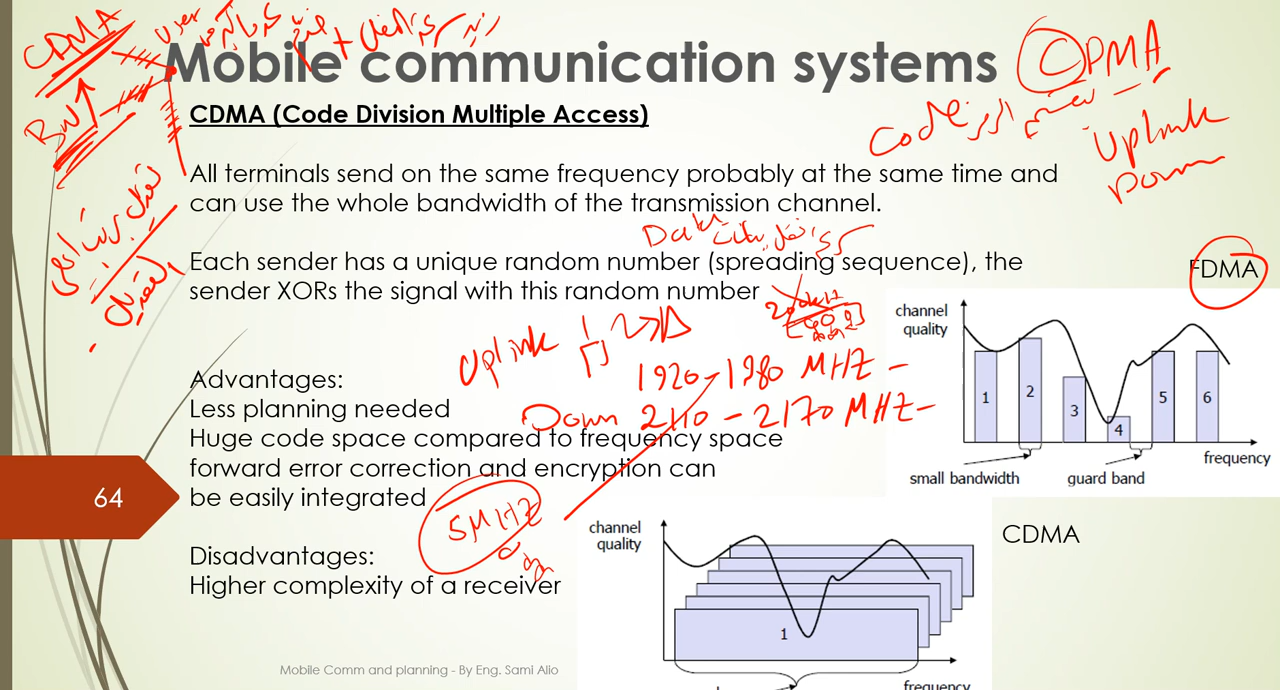 Mobile communication systems
CDMA
BW
User
CDMA (Code Division Multiple Access)
CDMA
Code
Uplink
Down
All terminals send on the same frequency probably at the same time and
can use the whole bandwidth of the transmission channel.
Data
Each sender has a unique random number (spreading sequence), the
sender XORs the signal with this random number
FDMA
channel
quality
1
2
3
4
5
6
frequency
small bandwidth
guard band
Uplink
1920-1980 MHZ
Down 2110-2170 MHZ
Advantages:
Less planning needed
Huge code space compared to frequency space
forward error correction and encryption can
be easily integrated
64
5MHZ
Disadvantages:
Higher complexity of a receiver
CDMA
channel
quality
1
frequency
Mobile Comm and planning - By Eng. Sami Alio